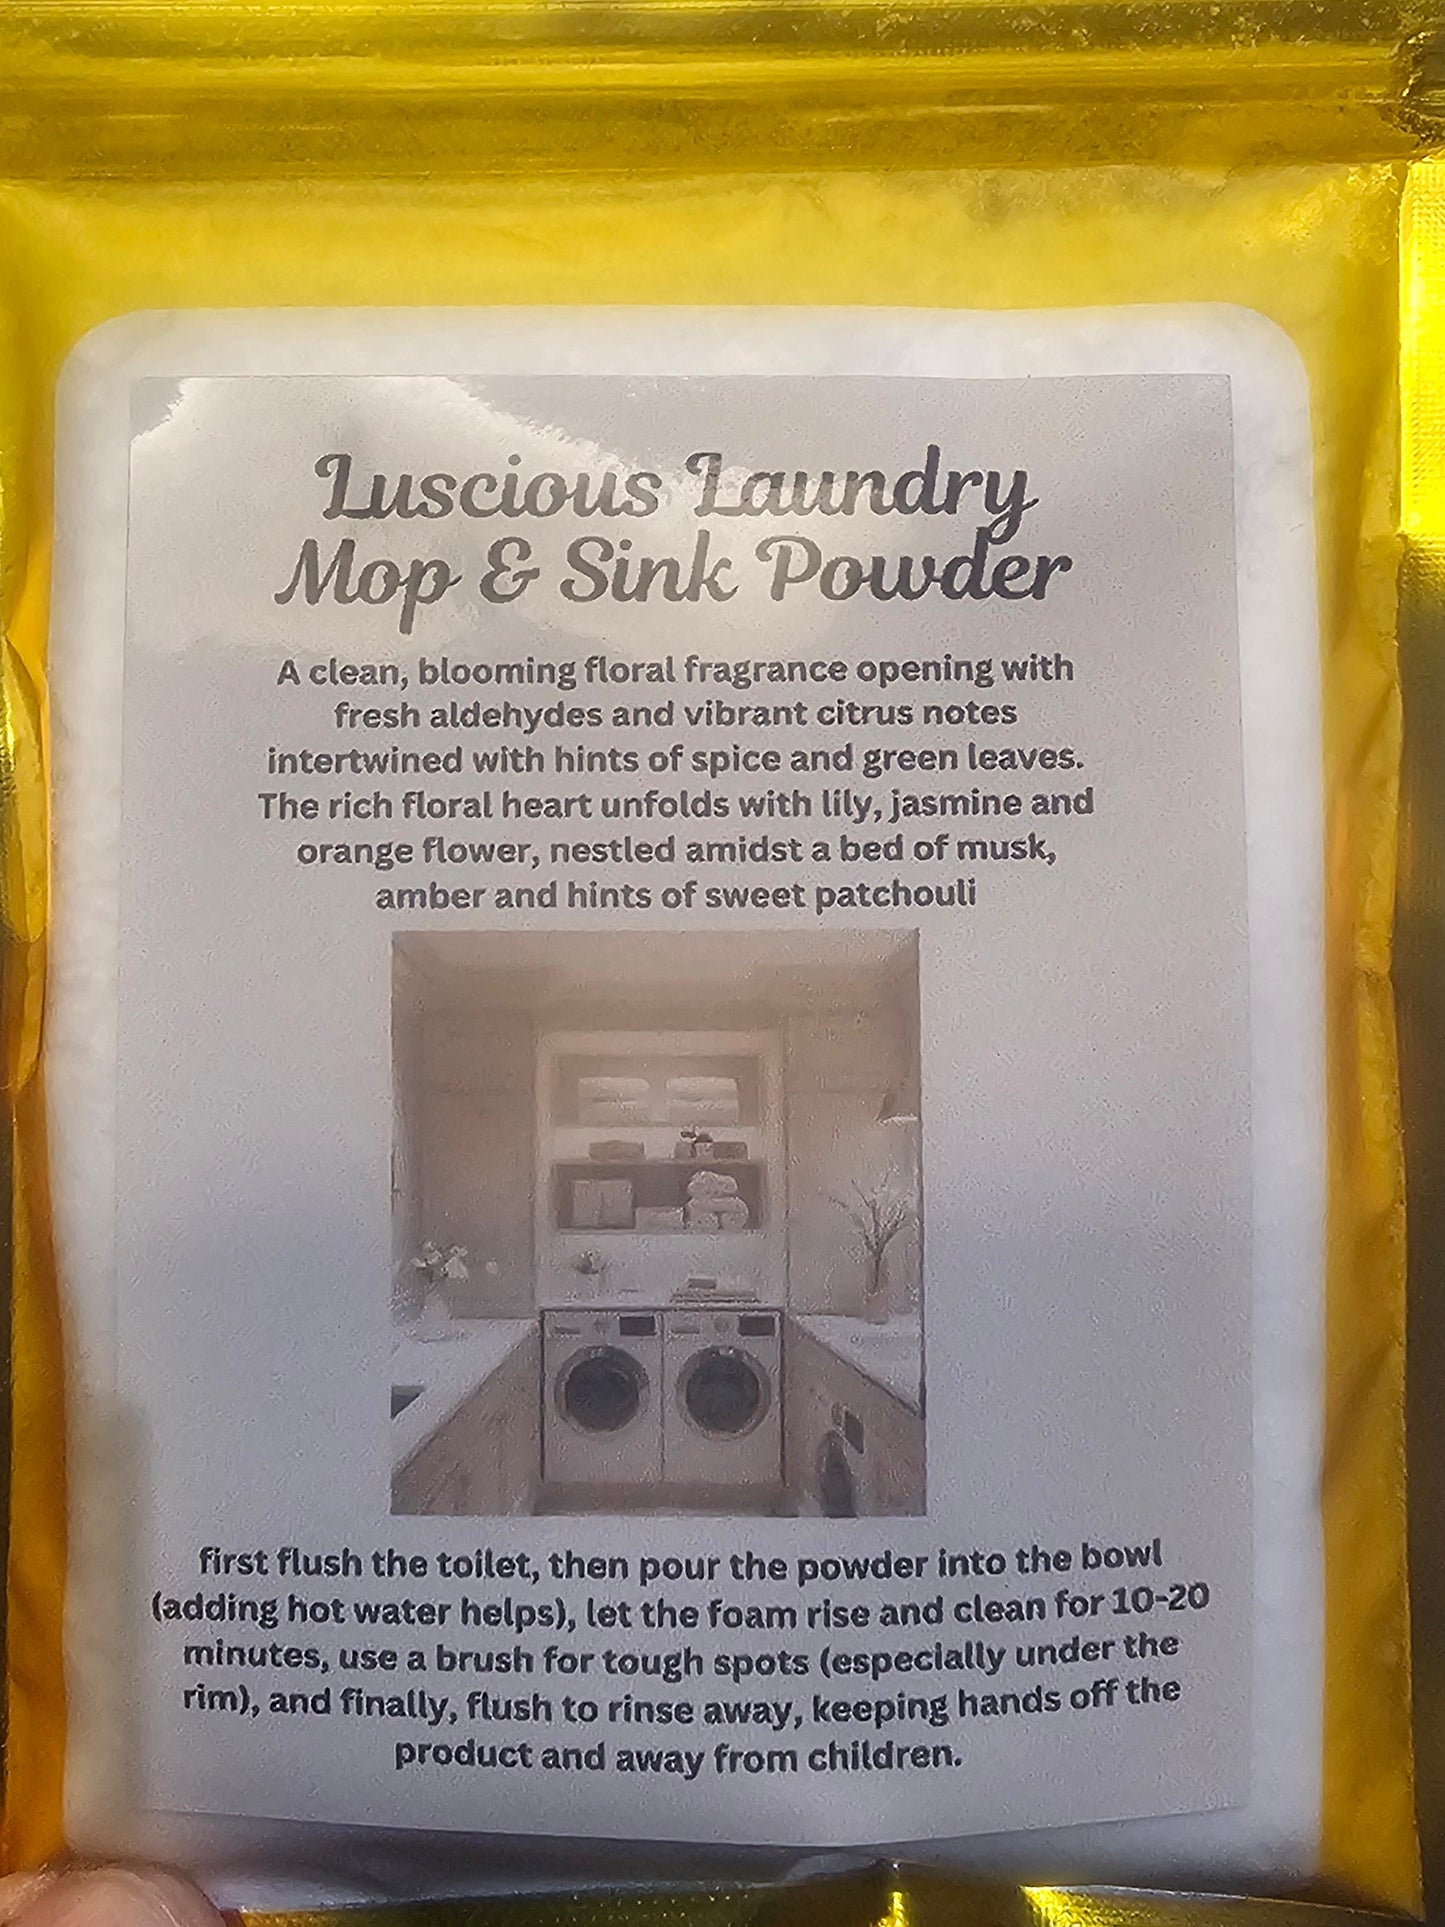 Luscious Laundry
Mop & Sink Powder
A clean, blooming floral fragrance opening with
fresh aldehydes and vibrant citrus notes
intertwined with hints of spice and green leaves.
The rich floral heart unfolds with lily, jasmine and
orange flower, nestled amidst a bed of musk,
amber and hints of sweet patchouli
first flush the toilet, then pour the powder into the bowl
(adding hot water helps), let the foam rise and clean for 10-20
minutes, use a brush for tough spots (especially under the
rim), and finally, flush to rinse away, keeping hands off the
product and away from children.